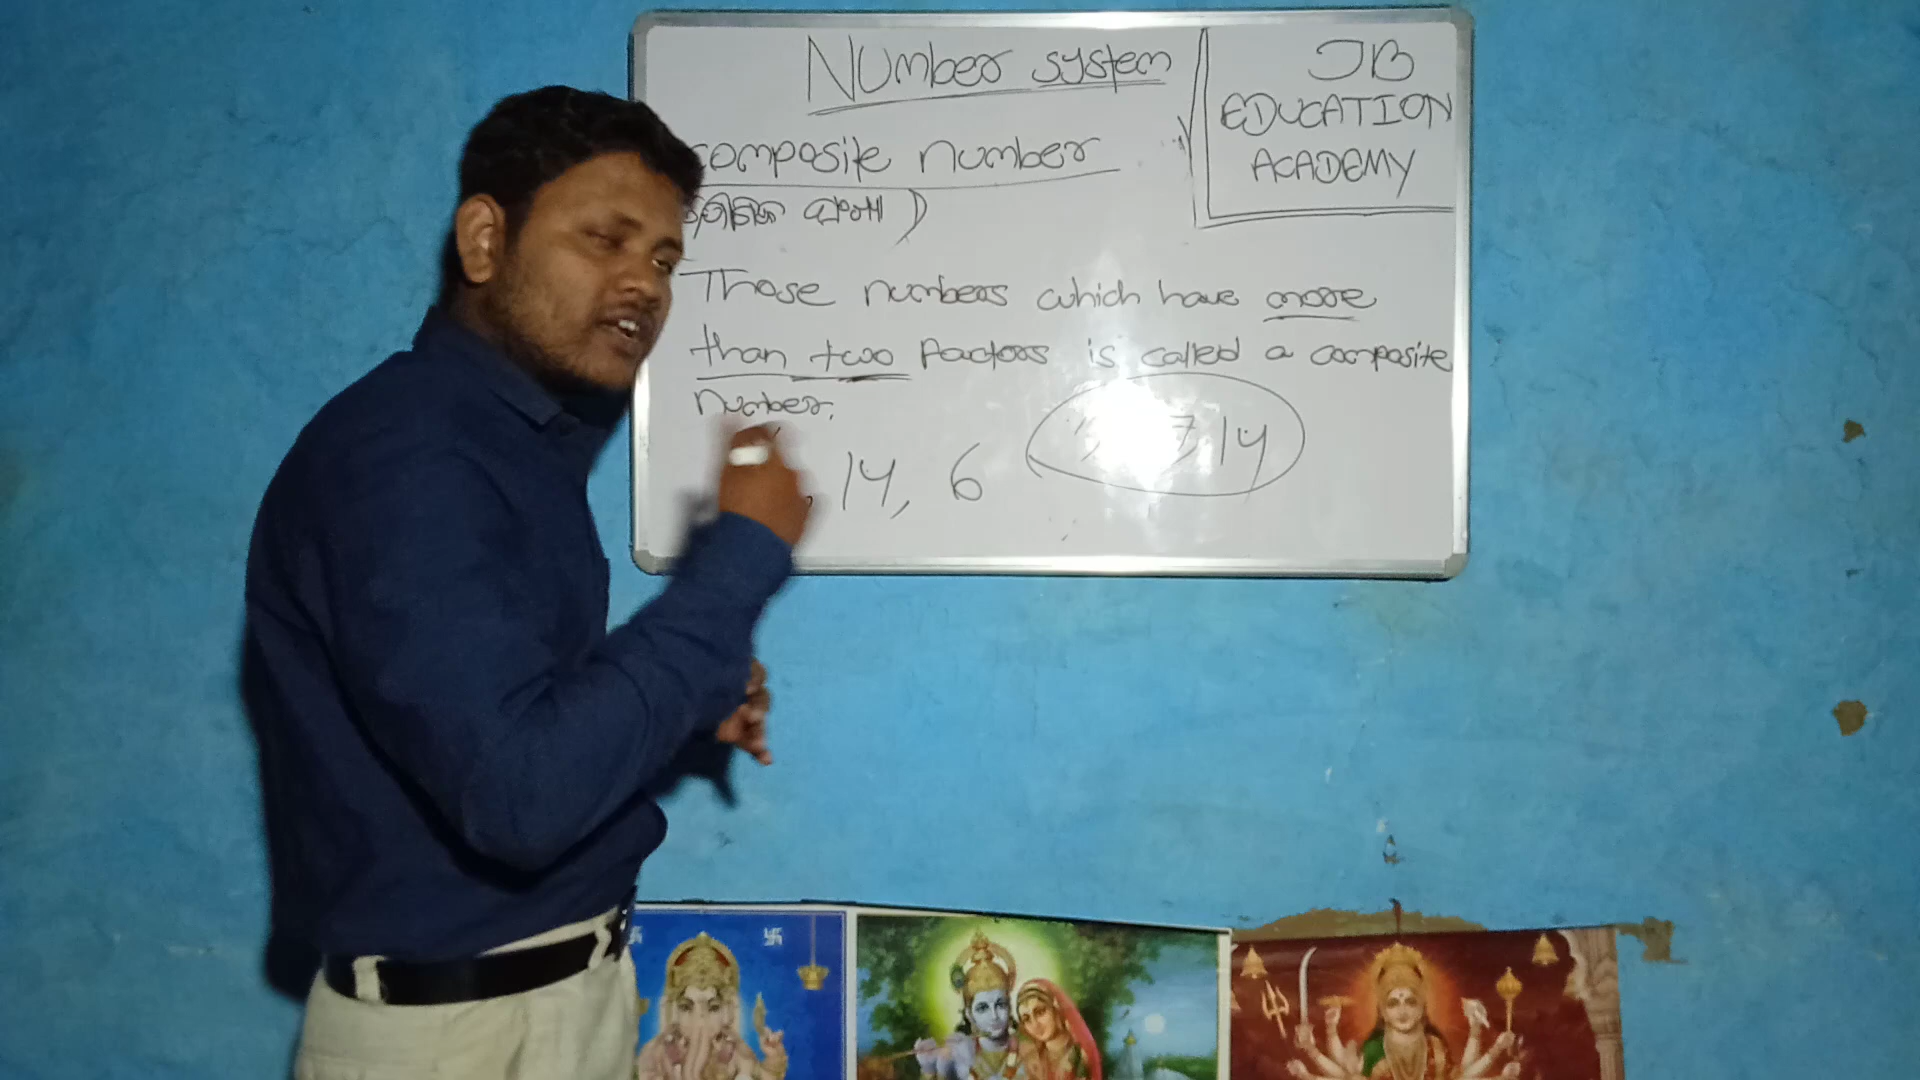 Number system
JB
EDUCATION
ACADEMY
composite number
ଯୌଗିକ ସଂଖ୍ୟା )
Those numbers which have more
than two factors is called a composite
number.
, 14, 6
7, 14